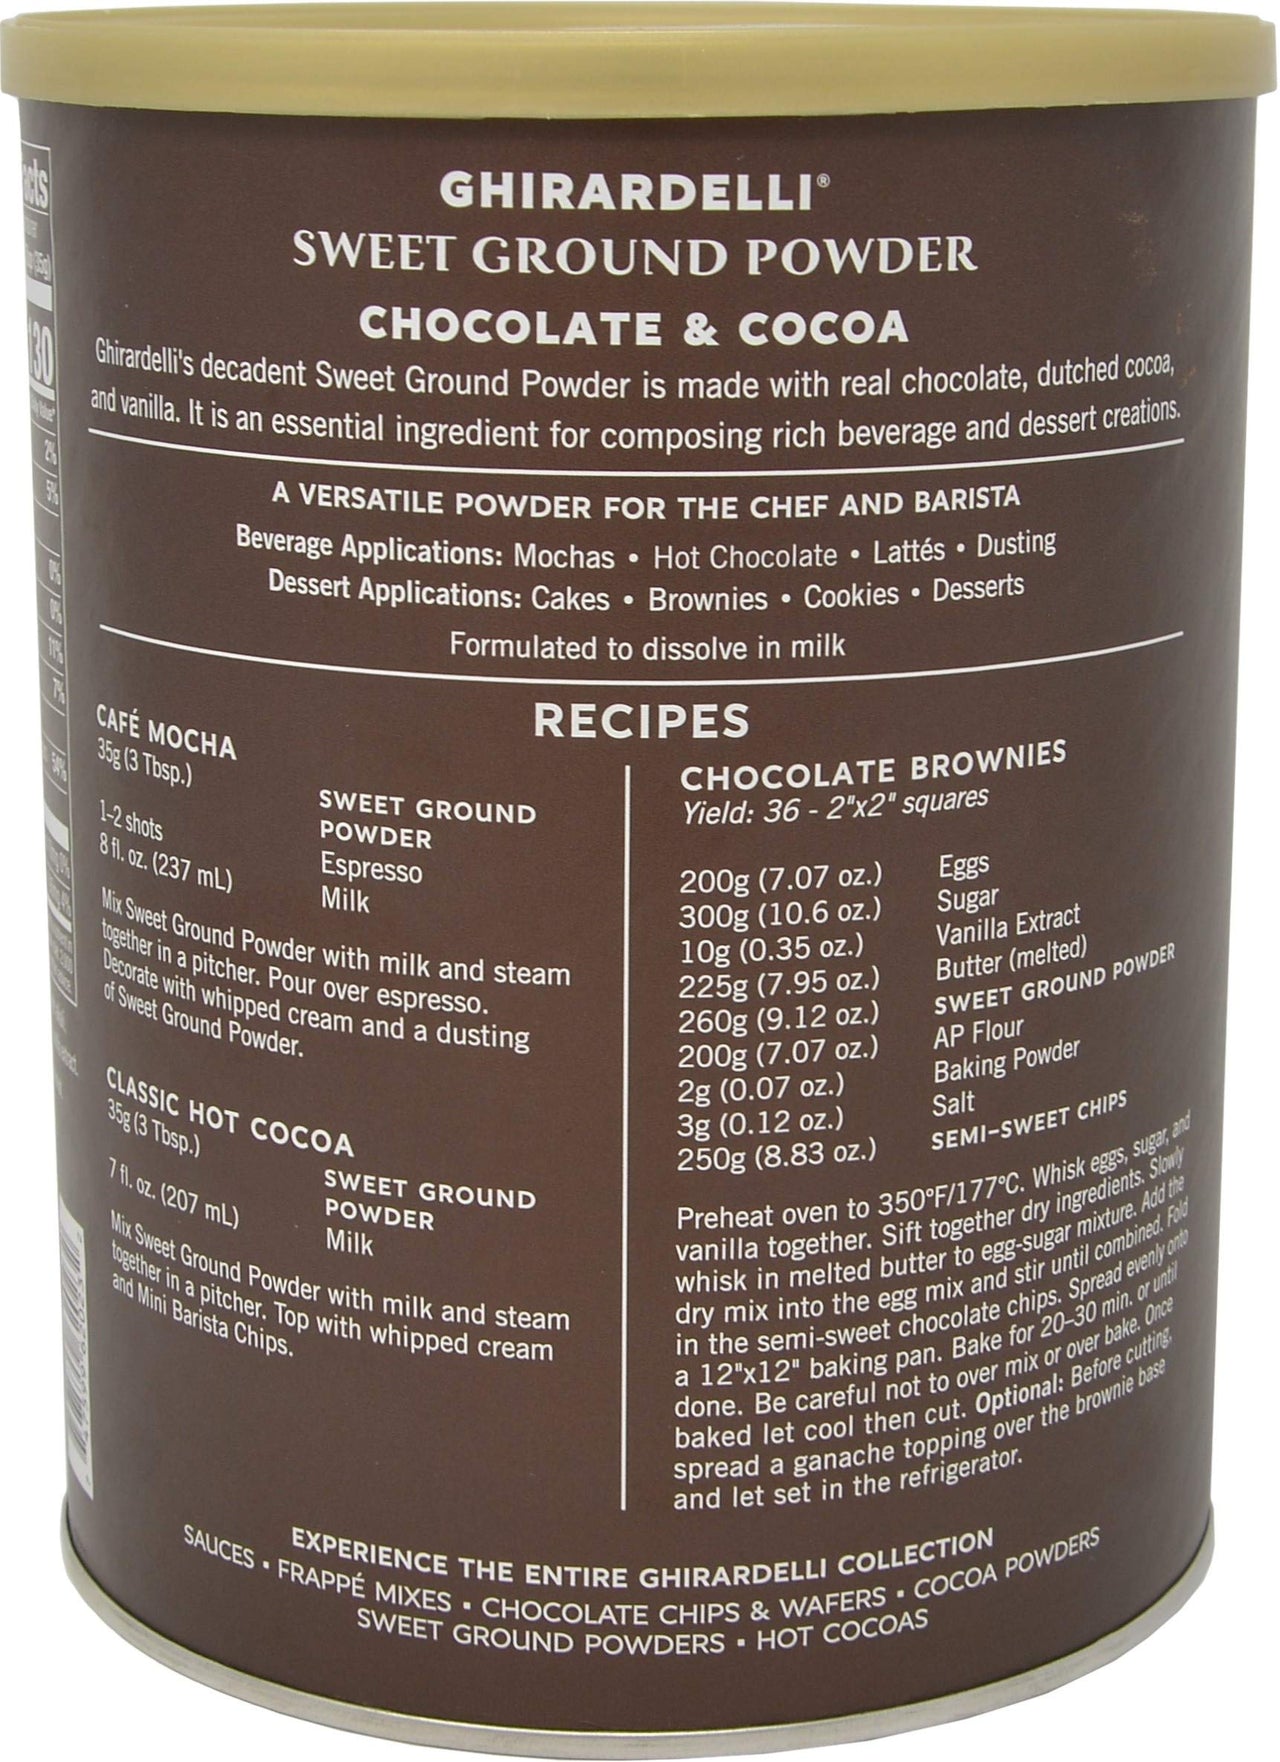 GHIRARDELLI®
SWEET GROUND POWDER
CHOCOLATE & COCOA
Ghirardelli's decadent Sweet Ground Powder is made with real chocolate, dutched cocoa,
and vanilla. It is an essential ingredient for composing rich beverage and dessert creations.
A VERSATILE POWDER FOR THE CHEF AND BARISTA
Beverage Applications: Mochas • Hot Chocolate • Lattés • Dusting
Dessert Applications: Cakes • Brownies • Cookies • Desserts
Formulated to dissolve in milk
RECIPES
CAFÉ MOCHA
35g (3 Tbsp.) SWEET GROUND
POWDER
1-2 shots Espresso
8 fl. oz. (237 mL) Milk
Mix Sweet Ground Powder with milk and steam
together in a pitcher. Pour over espresso.
Decorate with whipped cream and a dusting
of Sweet Ground Powder.
CLASSIC HOT COCOA
35g (3 Tbsp.) SWEET GROUND
POWDER
7 fl. oz. (207 mL) Milk
Mix Sweet Ground Powder with milk and steam
together in a pitcher. Top with whipped cream
and Mini Barista Chips.
CHOCOLATE BROWNIES
Yield: 36 - 2"x2" squares
200g (7.07 oz.) Eggs
300g (10.6 oz.) Sugar
10g (0.35 oz.) Vanilla Extract
225g (7.95 oz.) Butter (melted)
260g (9.12 oz.) SWEET GROUND POWDER
200g (7.07 oz.) AP Flour
2g (0.07 oz.) Baking Powder
3g (0.12 oz.) Salt
250g (8.83 oz.) SEMI-SWEET CHIPS
Preheat oven to 350°F/177°C. Whisk eggs, sugar, and
vanilla together. Sift together dry ingredients. Slowly
whisk in melted butter to egg-sugar mixture. Add the
dry mix into the egg mix and stir until combined. Fold
in the semi-sweet chocolate chips. Spread evenly onto
a 12"x12" baking pan. Bake for 20-30 min. or until
done. Be careful not to over mix or over bake. Once
baked let cool then cut. Optional: Before cutting,
spread a ganache topping over the brownie base
and let set in the refrigerator.
EXPERIENCE THE ENTIRE GHIRARDELLI COLLECTION
SAUCES ▪ FRAPPÉ MIXES ▪ CHOCOLATE CHIPS & WAFERS ▪ COCOA POWDERS
SWEET GROUND POWDERS ▪ HOT COCOAS
130
2%
5%
0%
0%
11%
7%
54%